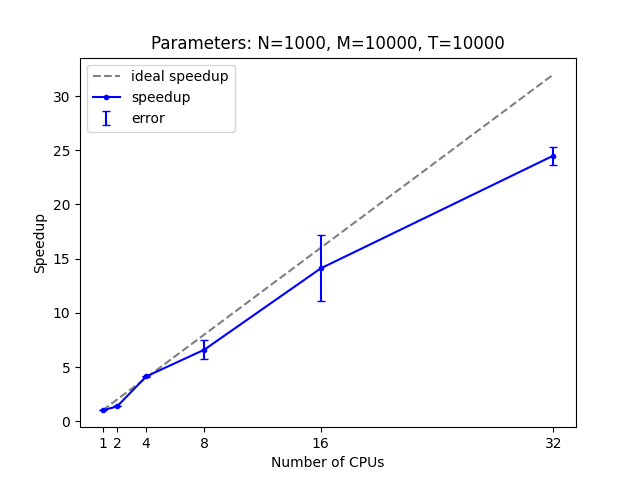 Parameters: N=1000, M=10000, T=10000
ideal speedup
speedup
error
Speedup
30
25
20
15
10
5
0
1 2 4 8 16 32
Number of CPUs